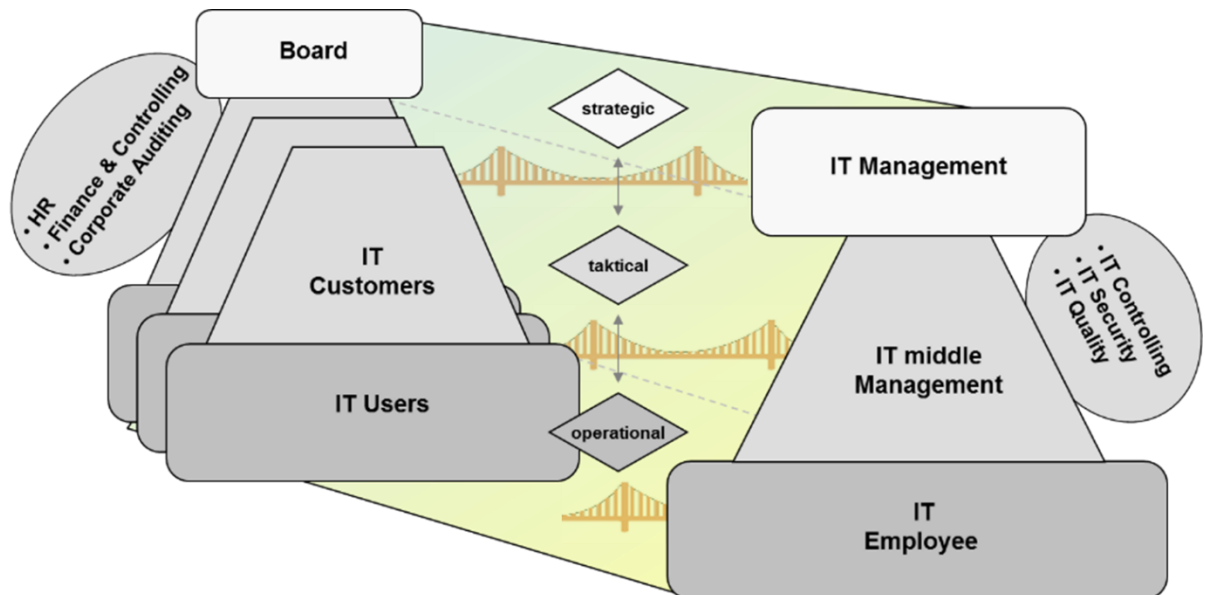 Board
• HR
• Finance & Controlling
• Corporate Auditing
IT
Customers
IT Users
strategic
taktical
operational
IT Management
• IT Controlling
• IT Security
• IT Quality
IT middle
Management
IT
Employee